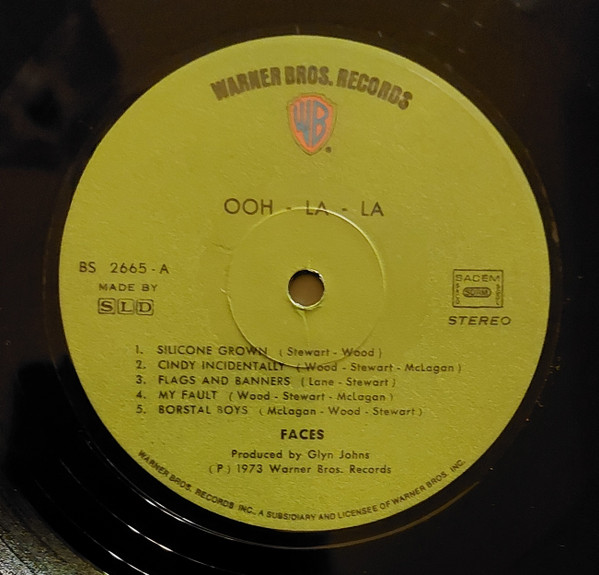 WARNER BROS. RECORDS
WB
®
OOH - LA - LA
BS 2665-A
MADE BY
SLD
SACEM
STEREO
1. SILICONE GROWN ( Stewart - Wood )
2. CINDY INCIDENTALLY ( Wood - Stewart - McLagan )
3. FLAGS AND BANNERS ( Lane - Stewart )
4. MY FAULT ( Wood - Stewart - McLagan )
5. BORSTAL BOYS ( McLagan - Wood - Stewart )
FACES
Produced by Glyn Johns
( P ) 1973 Warner Bros. Records
WARNER BROS. RECORDS INC., A SUBSIDIARY AND LICENSEE OF WARNER BROS. INC.